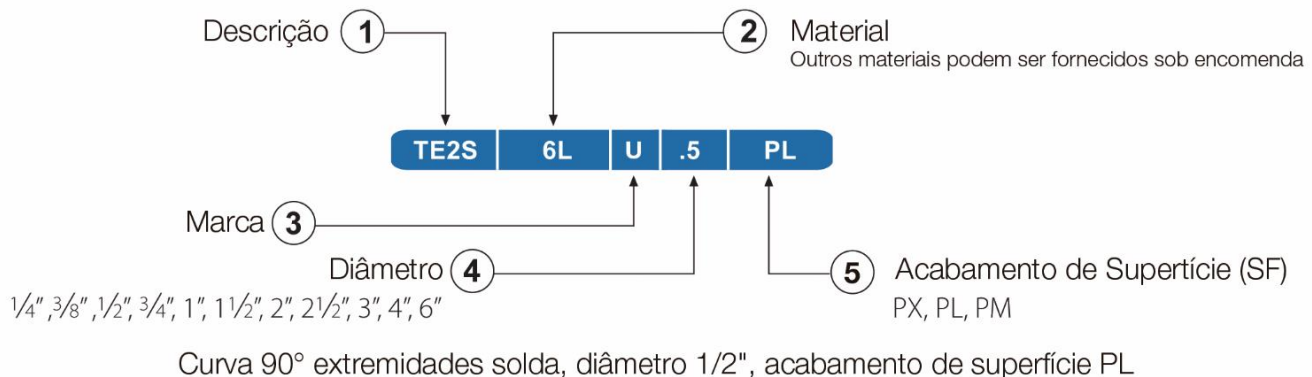 Descrição 1
2 Material
Outros materiais podem ser fornecidos sob encomenda
TE2S 6L U .5 PL
Marca 3
Diâmetro 4
1/4", 3/8", 1/2", 3/4", 1", 1 1/2", 2", 2 1/2", 3", 4", 6"
5 Acabamento de Supertície (SF)
PX, PL, PM
Curva 90° extremidades solda, diâmetro 1/2", acabamento de superfície PL